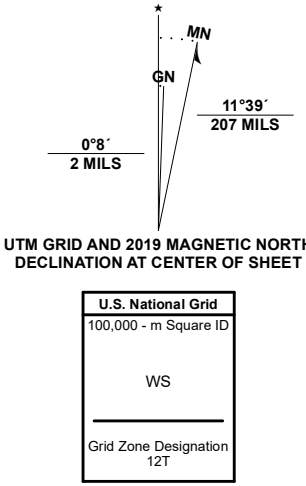 ★
MN
GN
11°39´
207 MILS
0°8´
2 MILS
UTM GRID AND 2019 MAGNETIC NORTH
DECLINATION AT CENTER OF SHEET
U.S. National Grid
100,000 - m Square ID
WS
Grid Zone Designation
12T